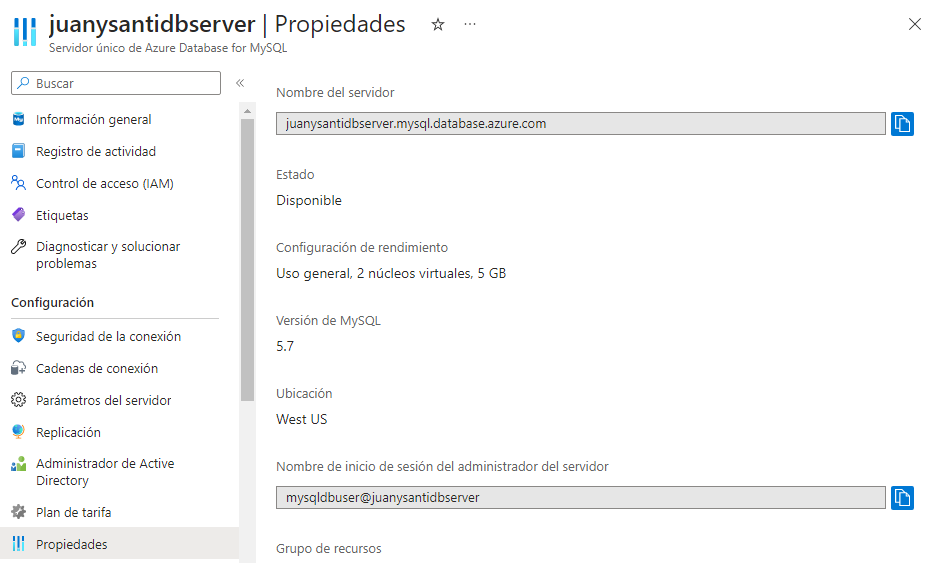 juanysantidbserver | Propiedades
Servidor único de Azure Database for MySQL
Buscar
Información general
Registro de actividad
Control de acceso (IAM)
Etiquetas
Diagnosticar y solucionar
problemas
Configuración
Seguridad de la conexión
Cadenas de conexión
Parámetros del servidor
Replicación
Administrador de Active
Directory
Plan de tarifa
Propiedades
Nombre del servidor
juanysantidbserver.mysql.database.azure.com
Estado
Disponible
Configuración de rendimiento
Uso general, 2 núcleos virtuales, 5 GB
Versión de MySQL
5.7
Ubicación
West US
Nombre de inicio de sesión del administrador del servidor
mysqldbuser@juanysantidbserver
Grupo de recursos